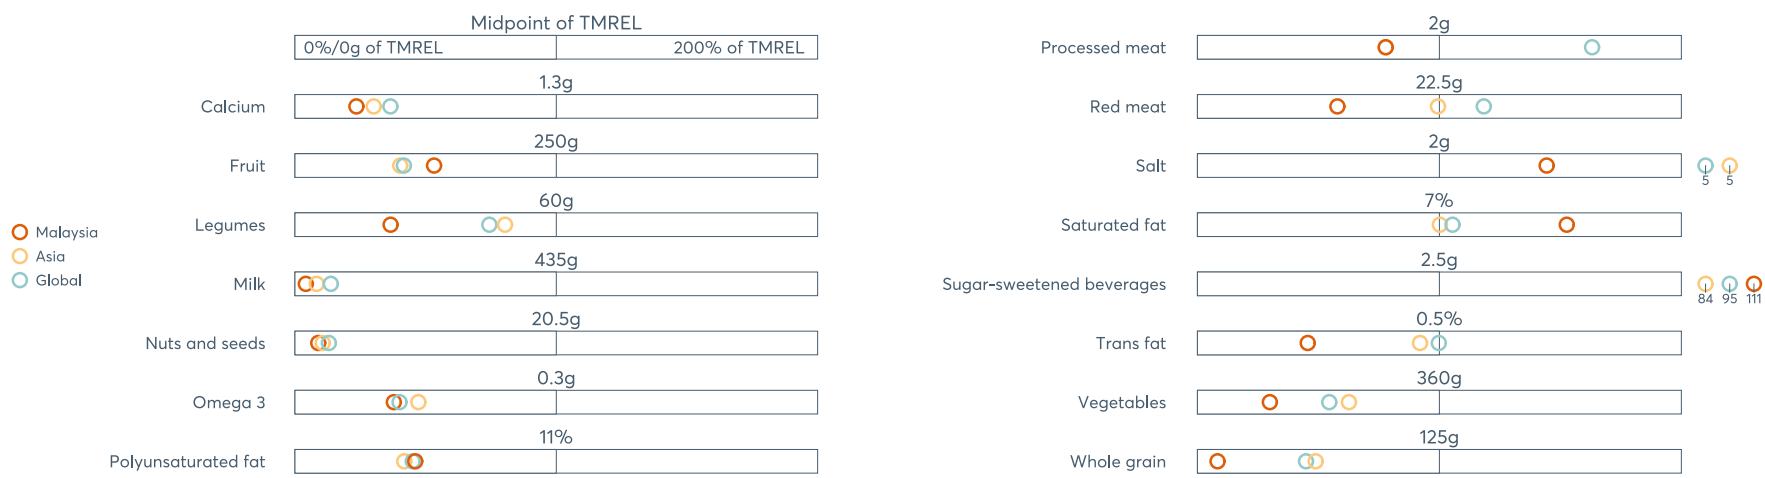 Midpoint of TMREL
0%/0g of TMREL 200% of TMREL
1.3g
Calcium
250g
Fruit
60g
Legumes
435g
Milk
20.5g
Nuts and seeds
0.3g
Omega 3
11%
Polyunsaturated fat
Malaysia
Asia
Global
2g
Processed meat
22.5g
Red meat
2g
Salt
5 5
7%
Saturated fat
2.5g
Sugar-sweetened beverages
84 95 111
0.5%
Trans fat
360g
Vegetables
125g
Whole grain